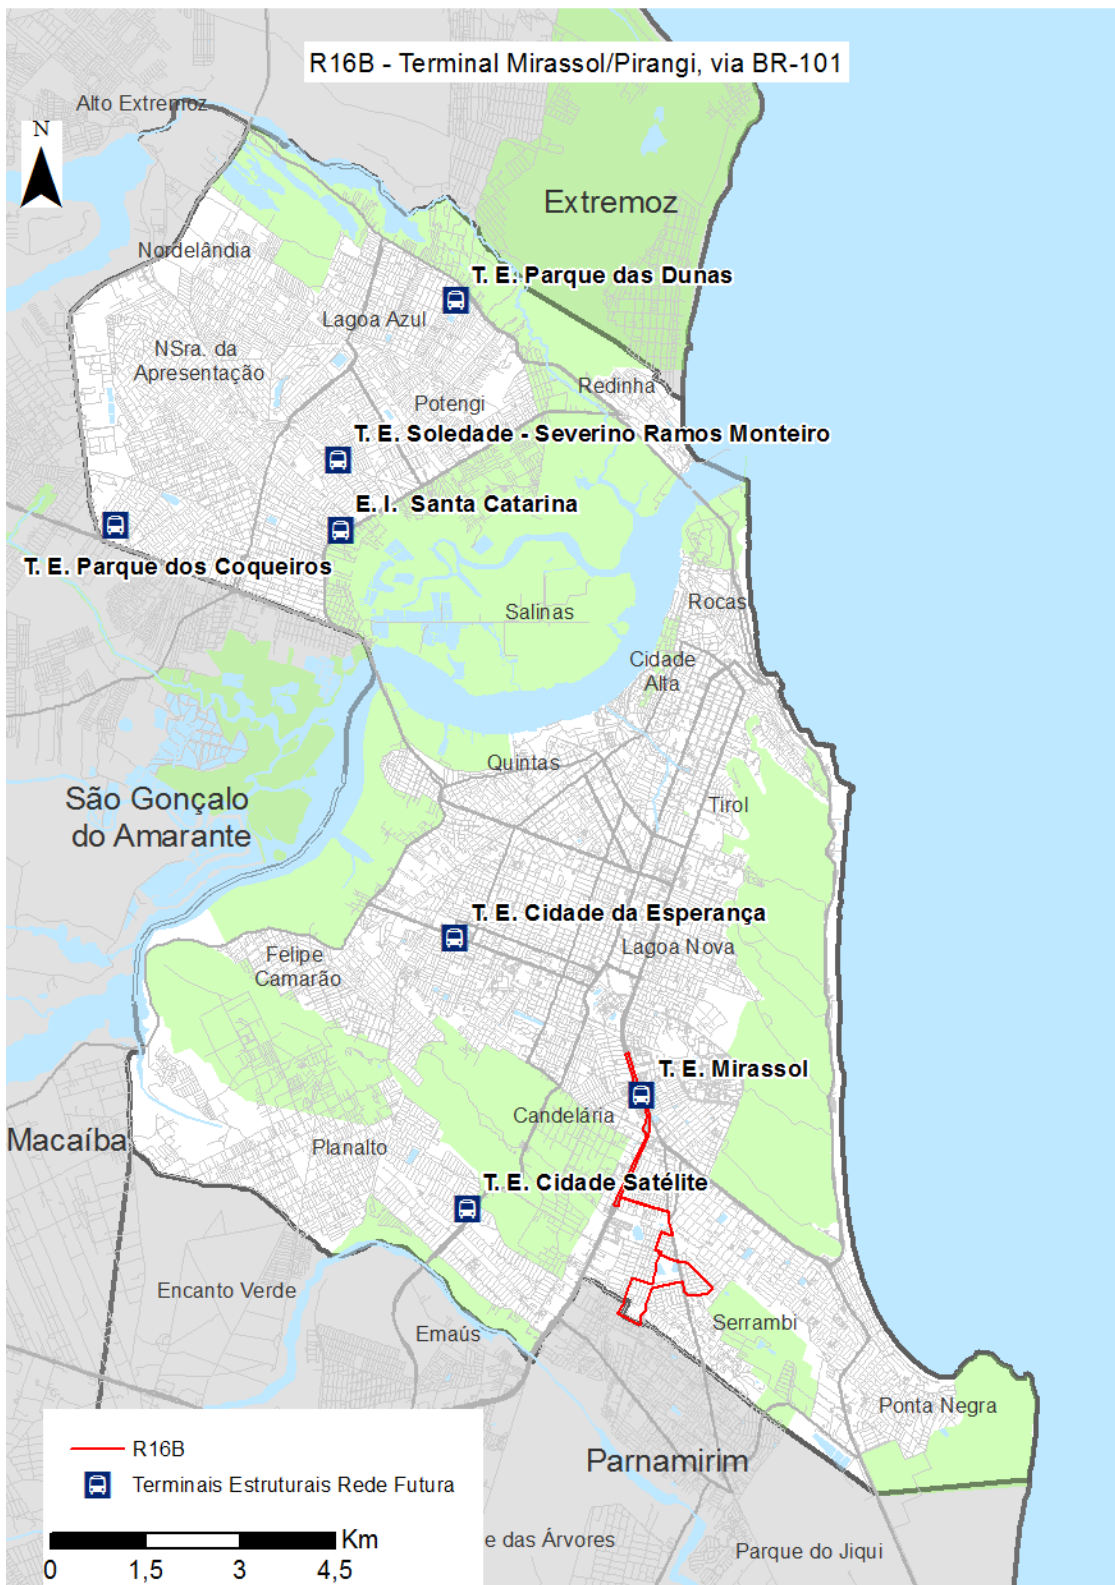 R16B - Terminal Mirassol/Pirangi, via BR-101
Alto Extremoz
N
Extremoz
Nordelândia
T. E. Parque das Dunas
Lagoa Azul
NSra. da
Apresentação
Redinha
Potengi
T. E. Soledade - Severino Ramos Monteiro
E. I. Santa Catarina
T. E. Parque dos Coqueiros
Rocas
Salinas
Cidade
Alta
Quintas
São Gonçalo
do Amarante
Tirol
T. E. Cidade da Esperança
Lagoa Nova
Felipe
Camarão
T. E. Mirassol
Candelária
Macaíba
Planalto
T. E. Cidade Satélite
Encanto Verde
Emaús
Serrambi
Ponta Negra
Parnamirim
R16B
Terminais Estruturais Rede Futura
Km
0 1,5 3 4,5
e das Árvores
Parque do Jiqui